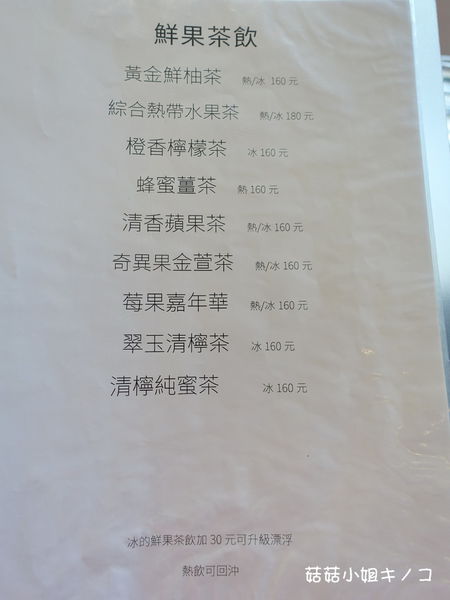 鮮果茶飲
黃金鮮柚茶 熱/冰 160 元
綜合熱帶水果茶 熱/冰 180 元
橙香檸檬茶 冰 160 元
蜂蜜薑茶 熱 160 元
清香蘋果茶 熱/冰 160 元
奇異果金萱茶 熱/冰 160 元
莓果嘉年華 熱/冰 160 元
翠玉清檸茶 冰 160 元
清檸純蜜茶 冰 160 元
冰的鮮果茶飲加 30 元可升級漂浮
熱飲可回沖
菇菇小姐キノコ